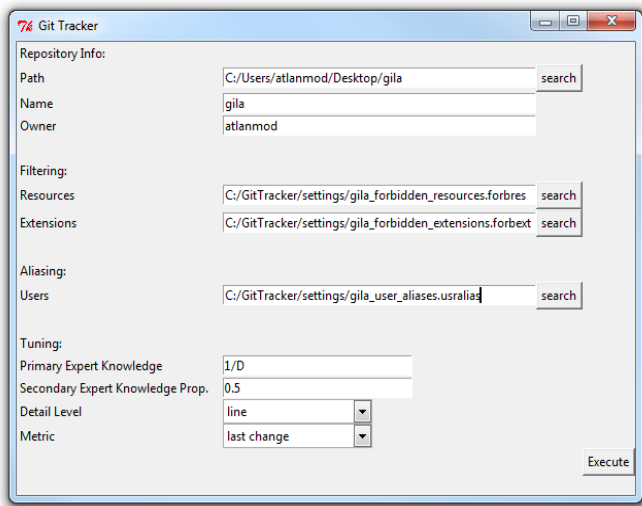 Git Tracker
Repository Info:
Path C:/Users/atlanmod/Desktop/gila search
Name gila
Owner atlanmod
Filtering:
Resources C:/GitTracker/settings/gila_forbidden_resources.forbres search
Extensions C:/GitTracker/settings/gila_forbidden_extensions.forbext search
Aliasing:
Users C:/GitTracker/settings/gila_user_aliases.usralias search
Tuning:
Primary Expert Knowledge 1/D
Secondary Expert Knowledge Prop. 0.5
Detail Level line
Metric last change
Execute